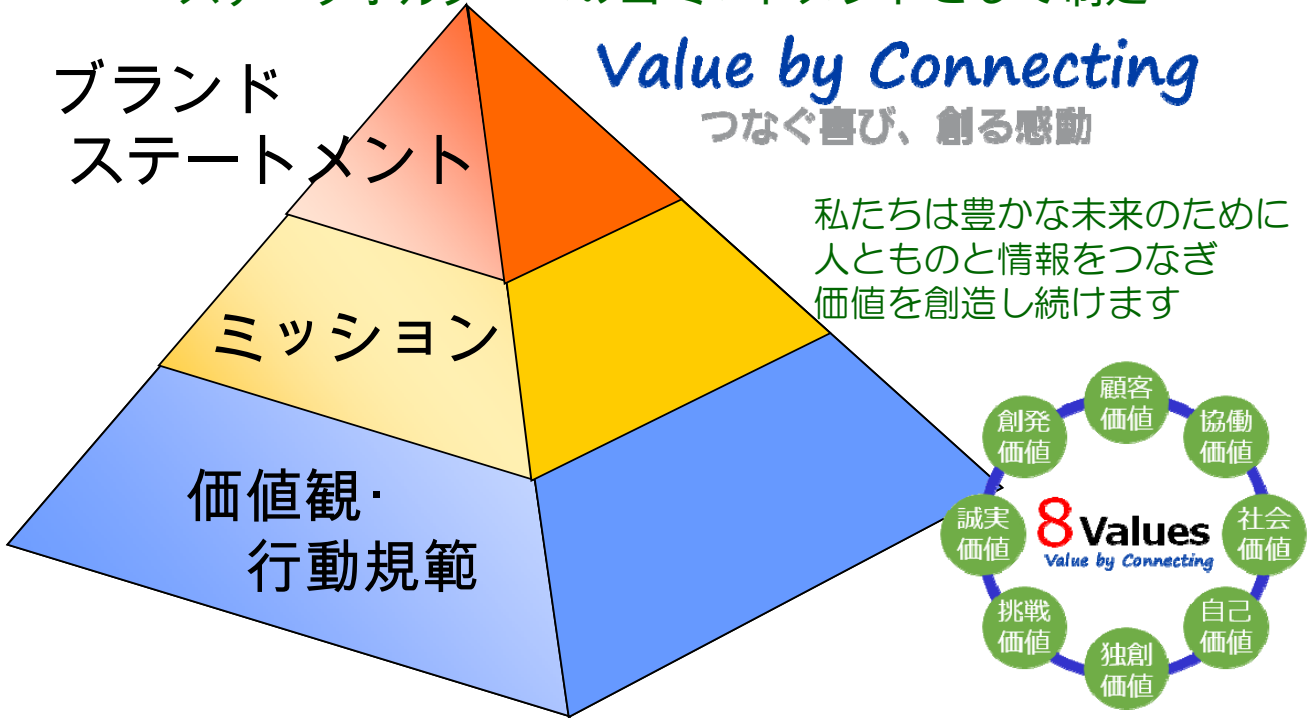 Value by Connecting
つなぐ喜び、創る感動
ブランド
ステートメント
私たちは豊かな未来のために
人とものと情報をつなぎ
価値を創造し続けます
ミッション
価値観・
行動規範
顧客
価値
協働
価値
社会
価値
自己
価値
独創
価値
挑戦
価値
誠実
価値
創発
価値
8 Values
Value by Connecting